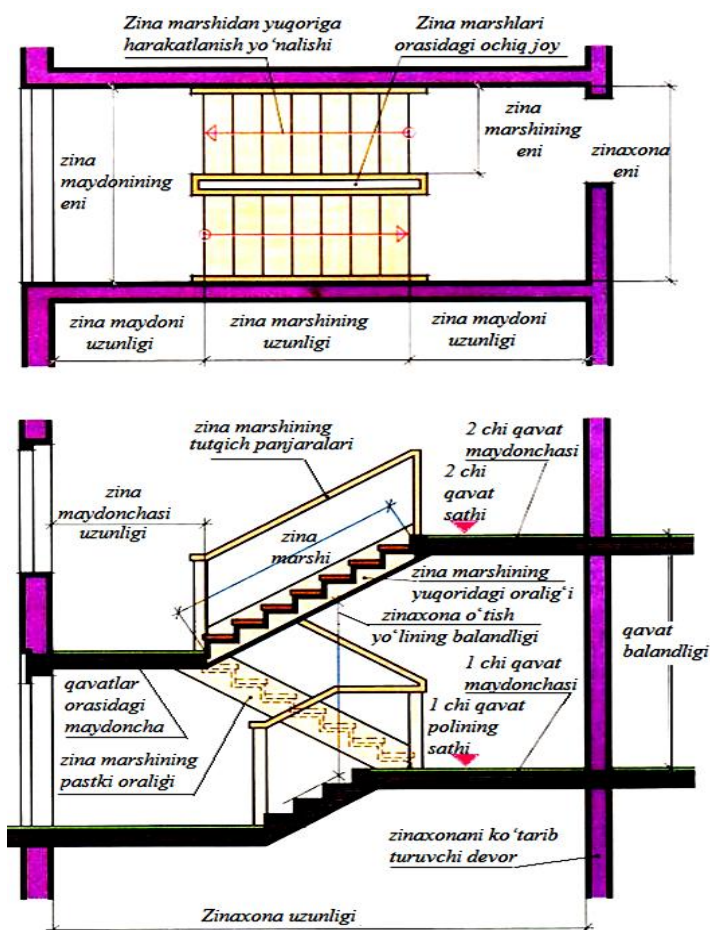 Zina marshidan yuqoriga
harakatlanish yo‘nalishi
Zina marshlari
orasidagi ochiq joy
zina
maydonining
eni
zina
marshining
eni
zinaxona
eni
zina maydoni
uzunligi
zina marshining
uzunligi
zina maydoni
uzunligi
zina marshining
tutqich panjaralari
2 chi qavat
maydonchasi
2 chi
qavat
sathi
zina
maydonchasi
uzunligi
zina
marshi
zina marshining
yuqoridagi oralig‘i
zinaxona o‘tish
yo‘lining balandligi
qavat
balandligi
qavatlar
orasidagi
maydoncha
1 chi qavat
maydonchasi
1 chi qavat
polining
sathi
zina marshining
pastki oraliği
zinaxonani ko‘tarib
turuvchi devor
Zinaxona uzunligi